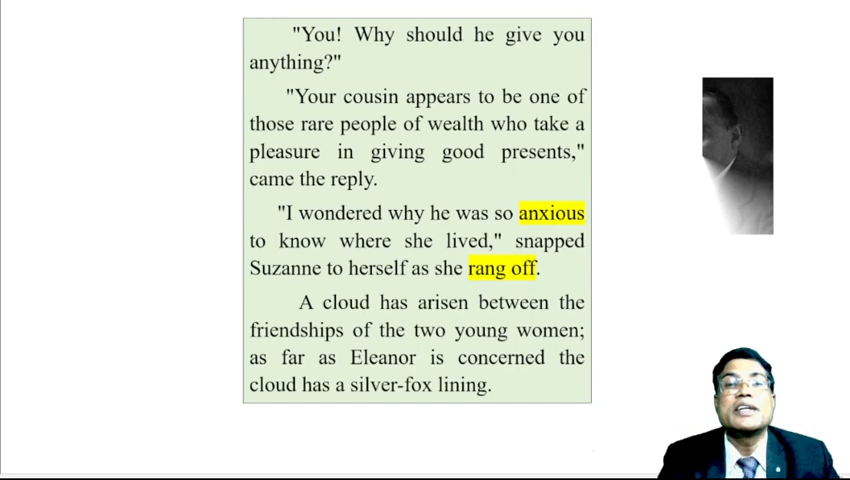 "You! Why should he give you
anything?"
"Your cousin appears to be one of
those rare people of wealth who take a
pleasure in giving good presents,"
came the reply.
"I wondered why he was so anxious
to know where she lived," snapped
Suzanne to herself as she rang off.
A cloud has arisen between the
friendships of the two young women;
as far as Eleanor is concerned the
cloud has a silver-fox lining.